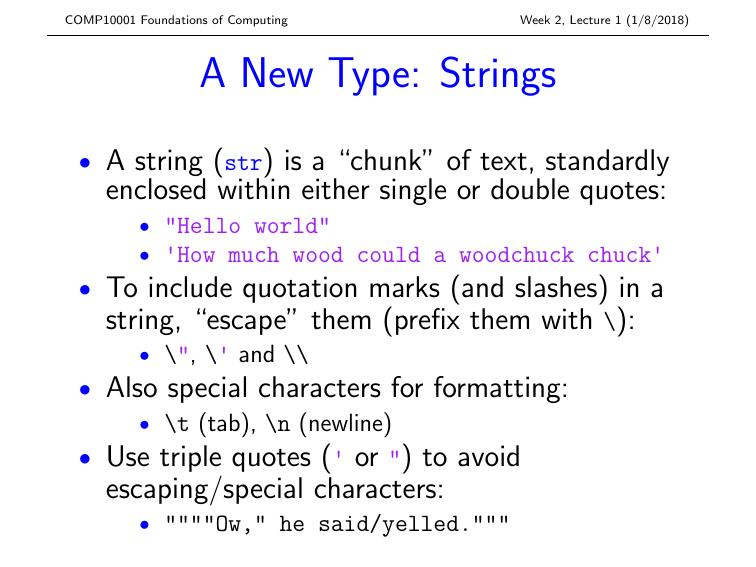 COMP10001 Foundations of Computing Week 2, Lecture 1 (1/8/2018)
A New Type: Strings
• A string (str) is a “chunk” of text, standardly
enclosed within either single or double quotes:
• "Hello world"
• 'How much wood could a woodchuck chuck'
• To include quotation marks (and slashes) in a
string, “escape” them (prefix them with \):
• \", \' and \\
• Also special characters for formatting:
• \t (tab), \n (newline)
• Use triple quotes (' or ") to avoid
escaping/special characters:
• """"Ow," he said/yelled."""